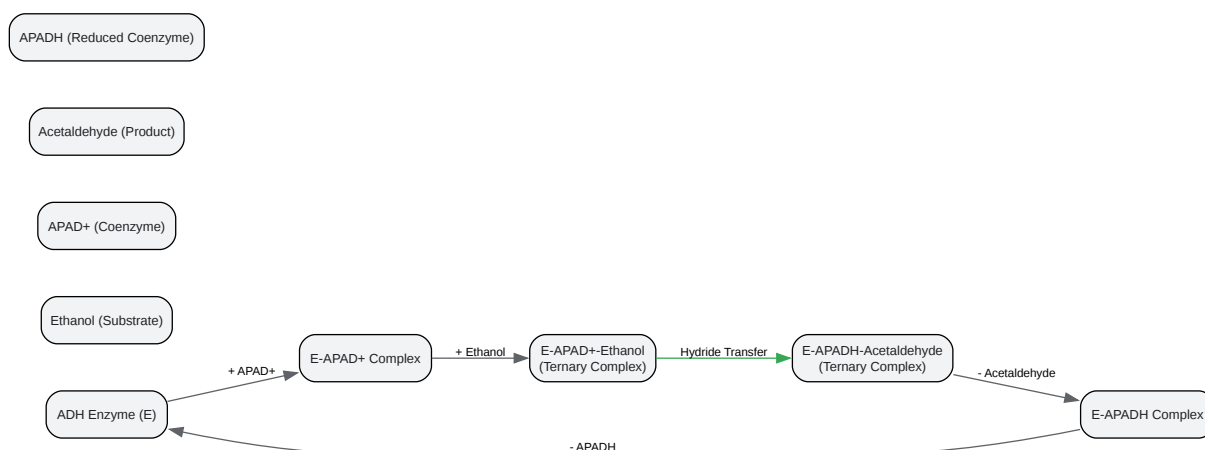 APADH (Reduced Coenzyme)
Acetaldehyde (Product)
APAD+ (Coenzyme)
Ethanol (Substrate)
ADH Enzyme (E)
+ APAD+
E-APAD+ Complex
+ Ethanol
E-APAD+-Ethanol
(Ternary Complex)
Hydride Transfer
E-APADH-Acetaldehyde
(Ternary Complex)
- Acetaldehyde
E-APADH Complex
- APADH